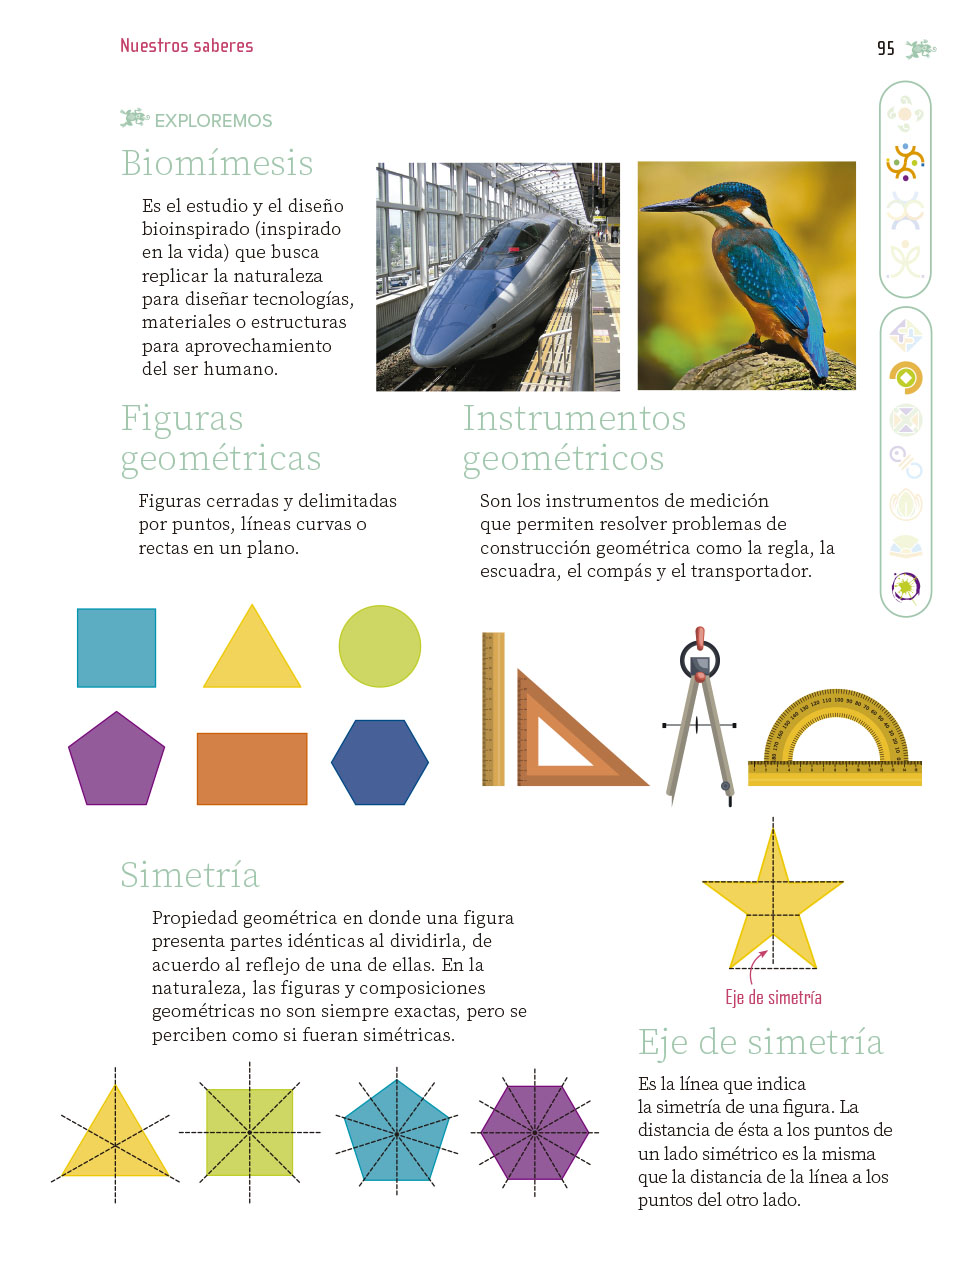 Nuestros saberes
95
EXPLOREMOS
Biomímesis
Es el estudio y el diseño
bioinspirado (inspirado
en la vida) que busca
replicar la naturaleza
para diseñar tecnologías,
materiales o estructuras
para aprovechamiento
del ser humano.
Figuras
geométricas
Figuras cerradas y delimitadas
por puntos, líneas curvas o
rectas en un plano.
Instrumentos
geométricos
Son los instrumentos de medición
que permiten resolver problemas de
construcción geométrica como la regla, la
escuadra, el compás y el transportador.
Simetría
Propiedad geométrica en donde una figura
presenta partes idénticas al dividirla, de
acuerdo al reflejo de una de ellas. En la
naturaleza, las figuras y composiciones
geométricas no son siempre exactas, pero se
perciben como si fueran simétricas.
Eje de simetría
Eje de simetría
Es la línea que indica
la simetría de una figura. La
distancia de ésta a los puntos de
un lado simétrico es la misma
que la distancia de la línea a los
puntos del otro lado.